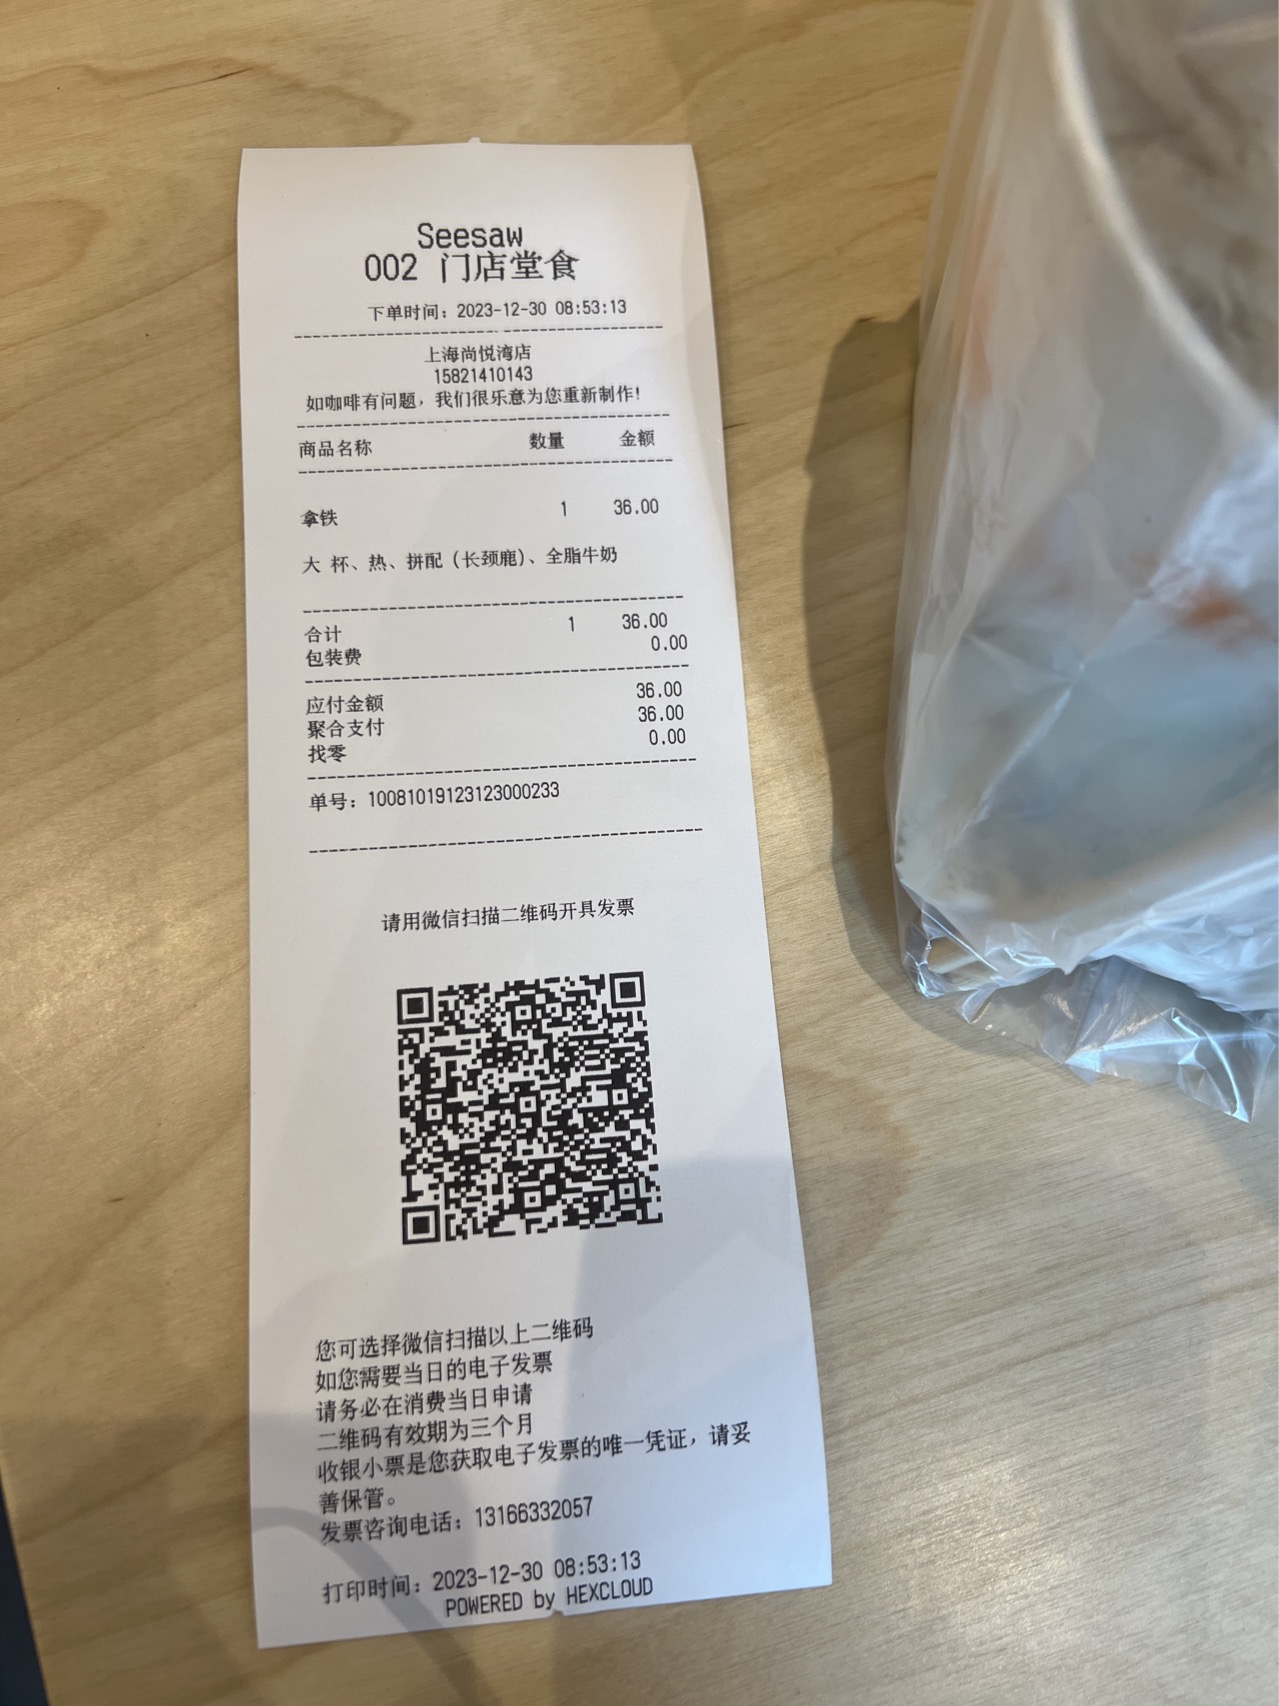 Seesaw
002 门店堂食
下单时间：2023-12-30 08:53:13
上海尚悦湾店
15821410143
如咖啡有问题，我们很乐意为您重新制作！
商品名称 数量 金额
拿铁 1 36.00
大 杯、热、拼配（长颈鹿）、全脂牛奶
合计 1 36.00
包装费 0.00
应付金额 36.00
聚合支付 36.00
找零 0.00
单号：10081019123123000233
请用微信扫描二维码开具发票
您可选择微信扫描以上二维码
如您需要当日的电子发票
请务必在消费当日申请
二维码有效期为三个月
收银小票是您获取电子发票的唯一凭证，请妥
善保管。
发票咨询电话：13166332057
打印时间：2023-12-30 08:53:13
POWERED by HEXCLOUD